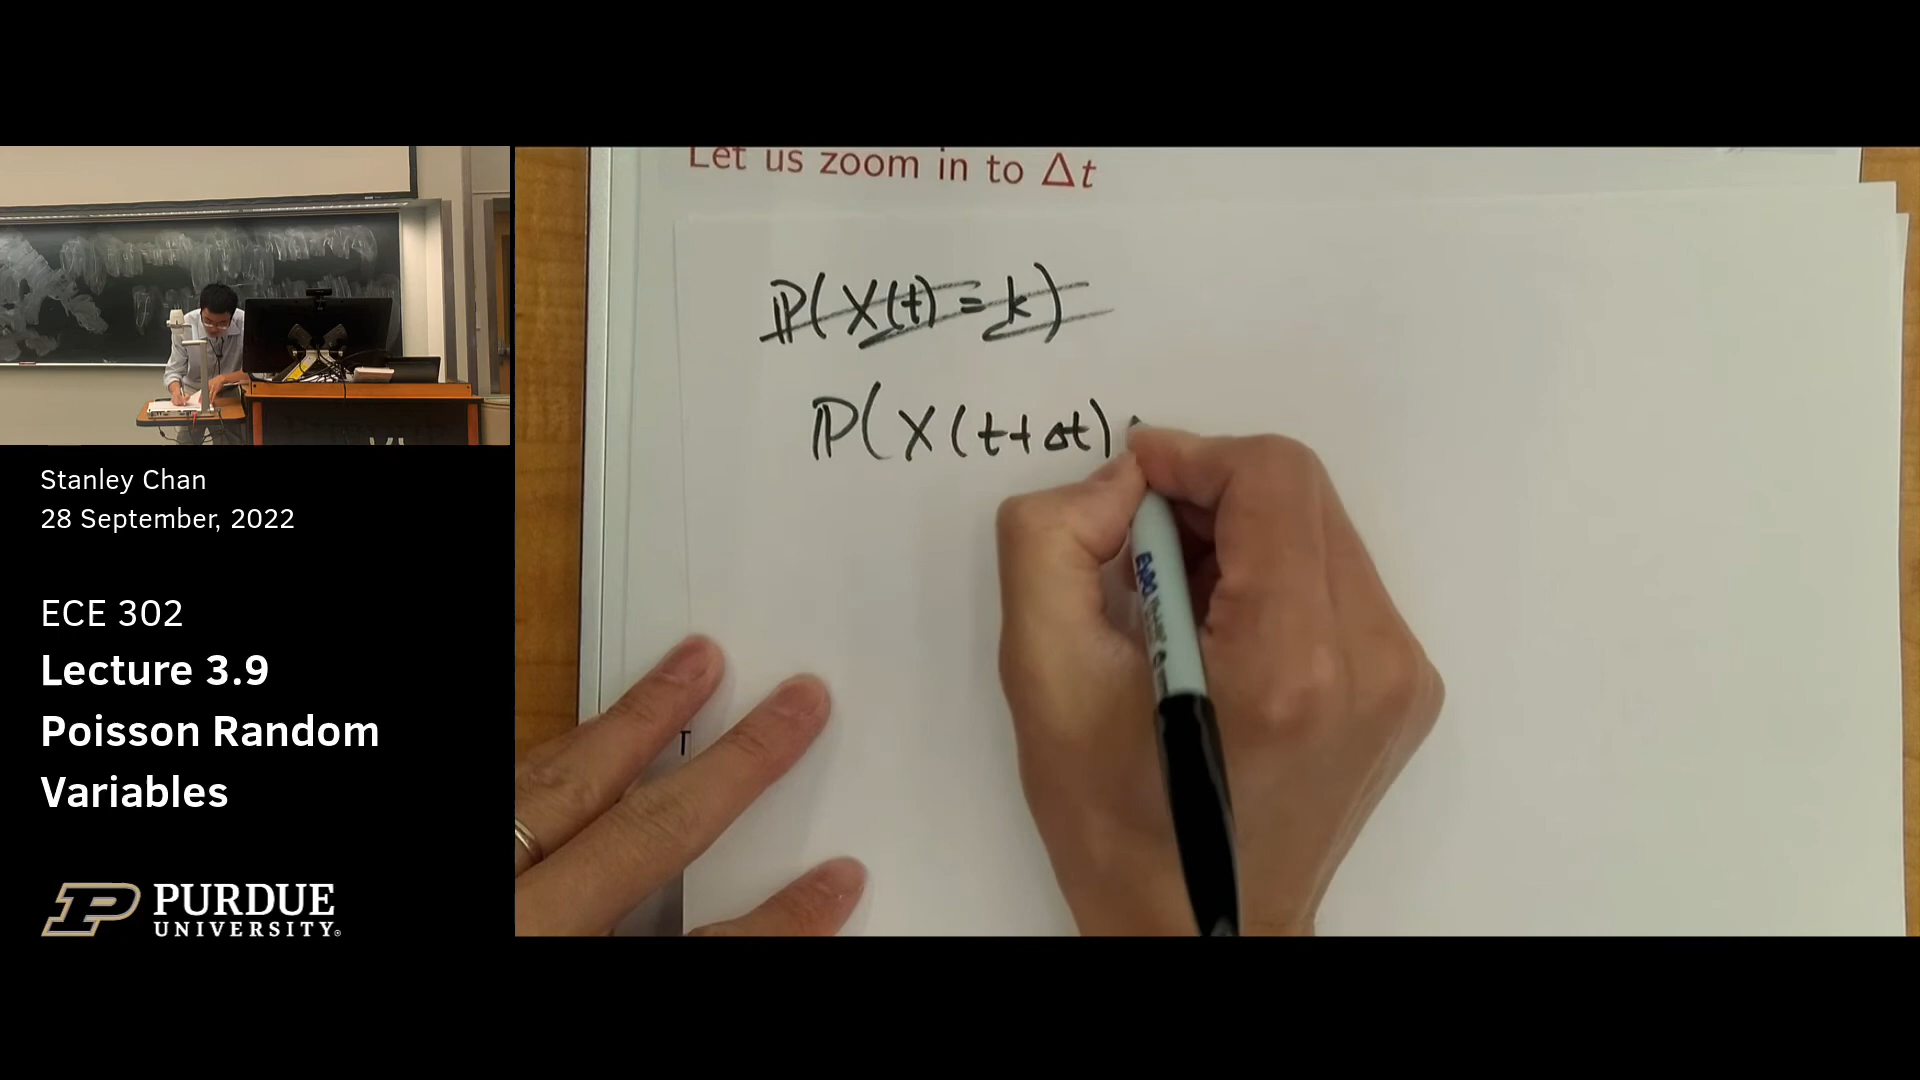 Let us zoom in to Δt
ℙ(X(t) = k)
ℙ(X(t+Δt)
T
Expo
Stanley Chan
28 September, 2022
ECE 302
Lecture 3.9
Poisson Random
Variables
PURDUE
UNIVERSITY